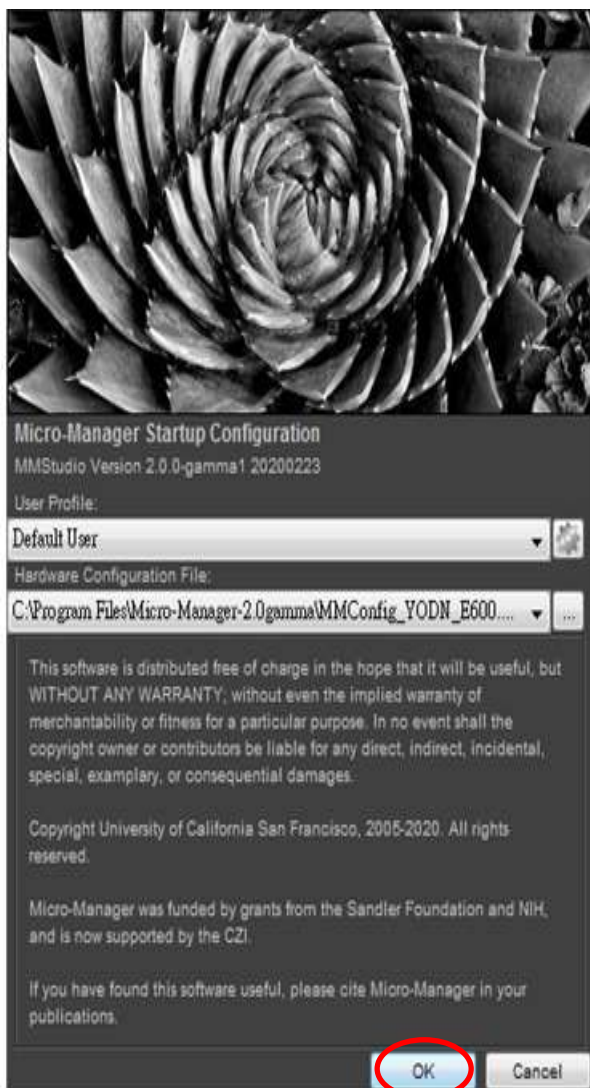 Micro-Manager Startup Configuration
MMStudio Version 2.0.0-gamma1 20200223
User Profile:
Default User
Hardware Configuration File:
C:\Program Files\Micro-Manager-2.0gamma\MMConfig_YODN_E600....
...
This software is distributed free of charge in the hope that it will be useful, but
WITHOUT ANY WARRANTY; without even the implied warranty of
merchantability or fitness for a particular purpose. In no event shall the
copyright owner or contributors be liable for any direct, indirect, incidental,
special, examplary, or consequential damages.
Copyright University of California San Francisco, 2005-2020. All rights
reserved.
Micro-Manager was funded by grants from the Sandler Foundation and NIH,
and is now supported by the CZI.
If you have found this software useful, please cite Micro-Manager in your
publications.
OK
Cancel